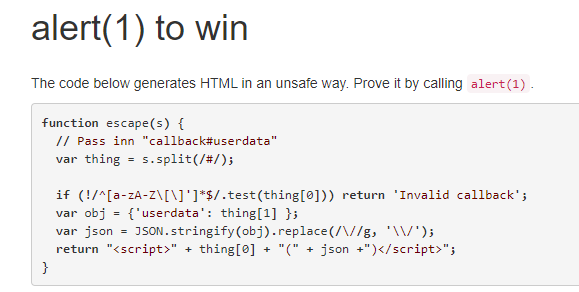 alert(1) to win
The code below generates HTML in an unsafe way. Prove it by calling alert(1) .
function escape(s) {
  // Pass inn "callback#userdata"
  var thing = s.split(/#/);

  if (!/^[a-zA-Z\[\]']*$/.test(thing[0])) return 'Invalid callback';
  var obj = {'userdata': thing[1] };
  var json = JSON.stringify(obj).replace(/\//g, '\\/');
  return "<script>" + thing[0] + "(" + json +")</script>";
}